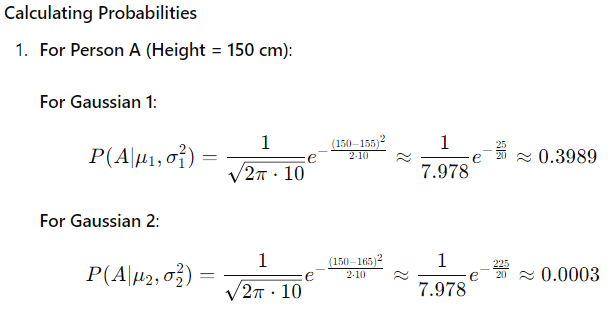 Calculating Probabilities
1. For Person A (Height = 150 cm):
For Gaussian 1:
P(A|μ₁, σ₁²) = 1/√(2π · 10) e^(−(150−155)²/(2·10)) ≈ 1/7.978 e^(−25/20) ≈ 0.3989
For Gaussian 2:
P(A|μ₂, σ₂²) = 1/√(2π · 10) e^(−(150−165)²/(2·10)) ≈ 1/7.978 e^(−225/20) ≈ 0.0003